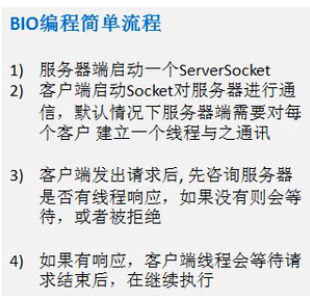 BIO编程简单流程
1) 服务器端启动一个ServerSocket
2) 客户端启动Socket对服务器进行通
信，默认情况下服务器端需要对每
个客户 建立一个线程与之通讯
3) 客户端发出请求后, 先咨询服务器
是否有线程响应，如果没有则会等
待，或者被拒绝
4) 如果有响应，客户端线程会等待请
求结束后，在继续执行